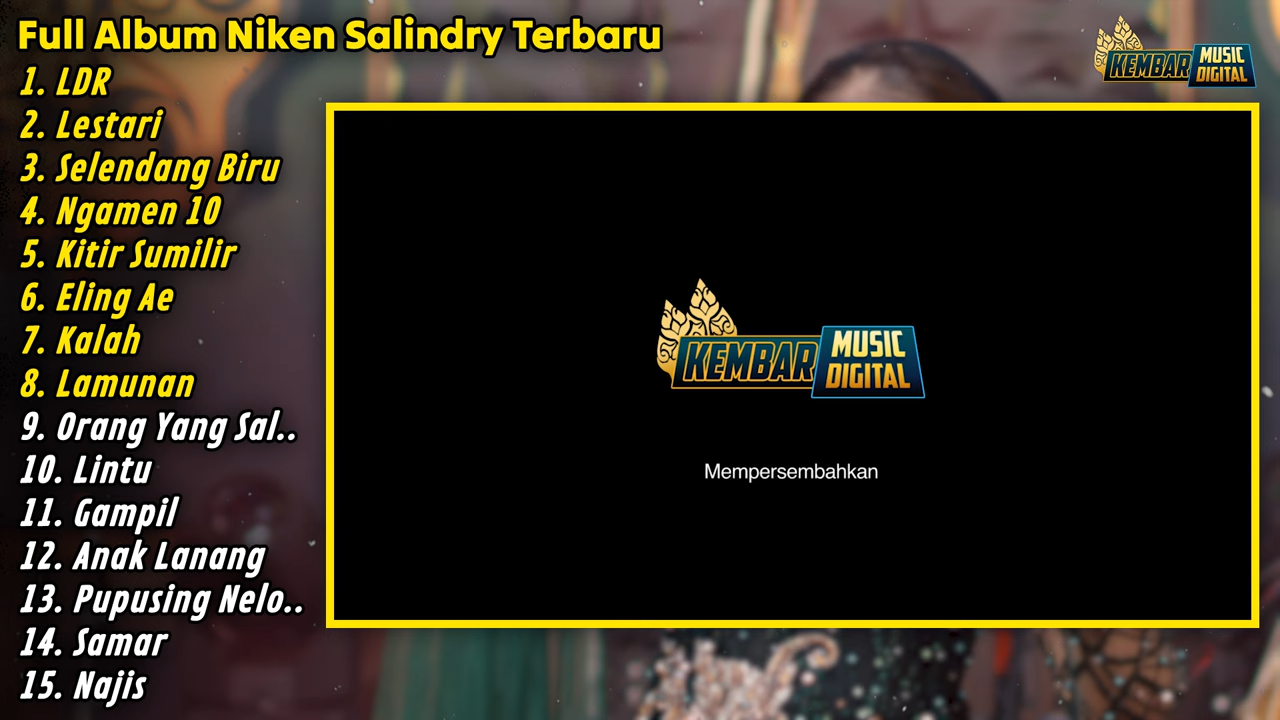 Full Album Niken Salindry Terbaru
1. LDR
2. Lestari
3. Selendang Biru
4. Ngamen 10
5. Kitir Sumilir
6. Eling Ae
7. Kalah
8. Lamunan
9. Orang Yang Sal..
10. Lintu
11. Gampil
12. Anak Lanang
13. Pupusing Nelo..
14. Samar
15. Najis
KEMBAR MUSIC DIGITAL
KEMBAR MUSIC DIGITAL
Mempersembahkan